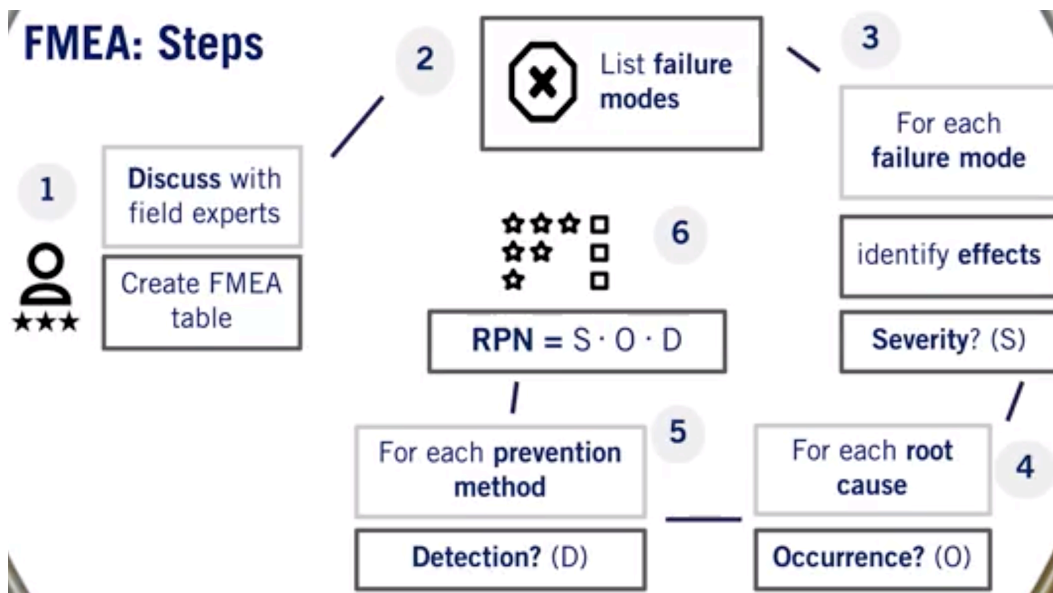 FMEA: Steps
1
Discuss with
field experts
Create FMEA
table
2
List failure
modes
3
For each
failure mode
identify effects
Severity? (S)
4
For each root
cause
Occurrence? (O)
5
For each prevention
method
Detection? (D)
6
RPN = S · O · D